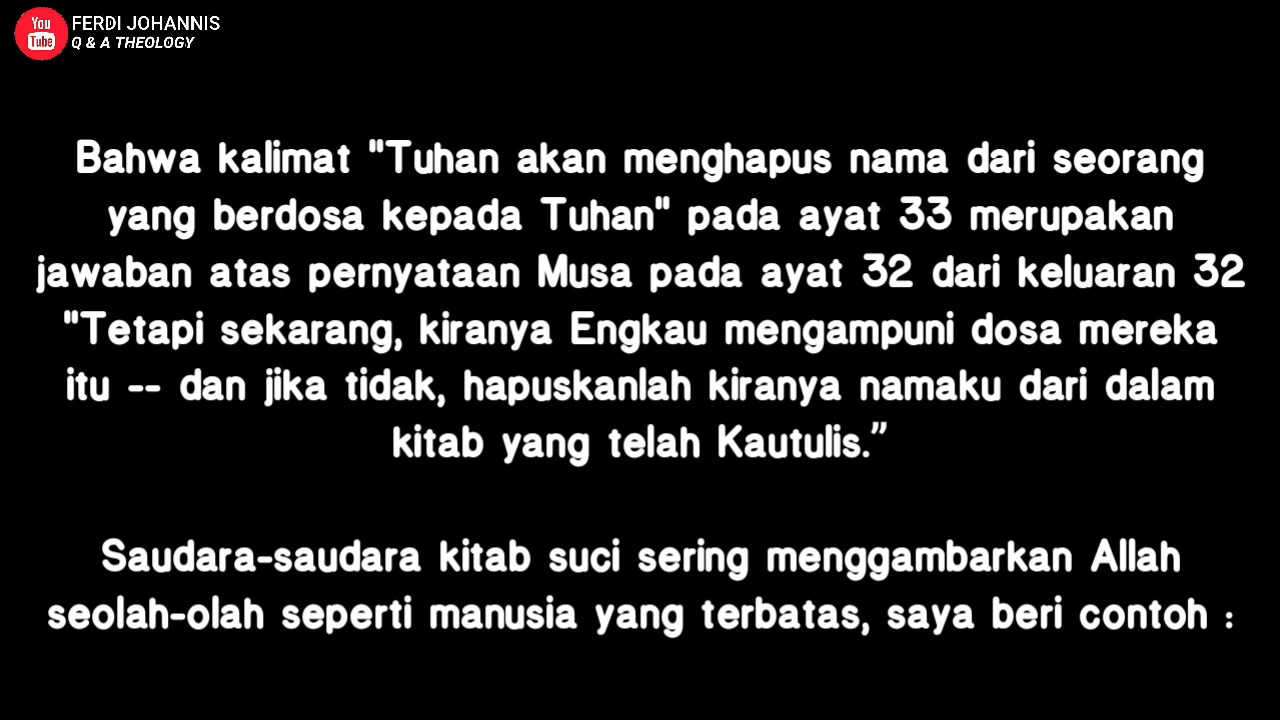 You
Tube
FERDI JOHANNIS
Q & A THEOLOGY
Bahwa kalimat "Tuhan akan menghapus nama dari seorang
yang berdosa kepada Tuhan" pada ayat 33 merupakan
jawaban atas pernyataan Musa pada ayat 32 dari keluaran 32
"Tetapi sekarang, kiranya Engkau mengampuni dosa mereka
itu -- dan jika tidak, hapuskanlah kiranya namaku dari dalam
kitab yang telah Kautulis.”
Saudara-saudara kitab suci sering menggambarkan Allah
seolah-olah seperti manusia yang terbatas, saya beri contoh :